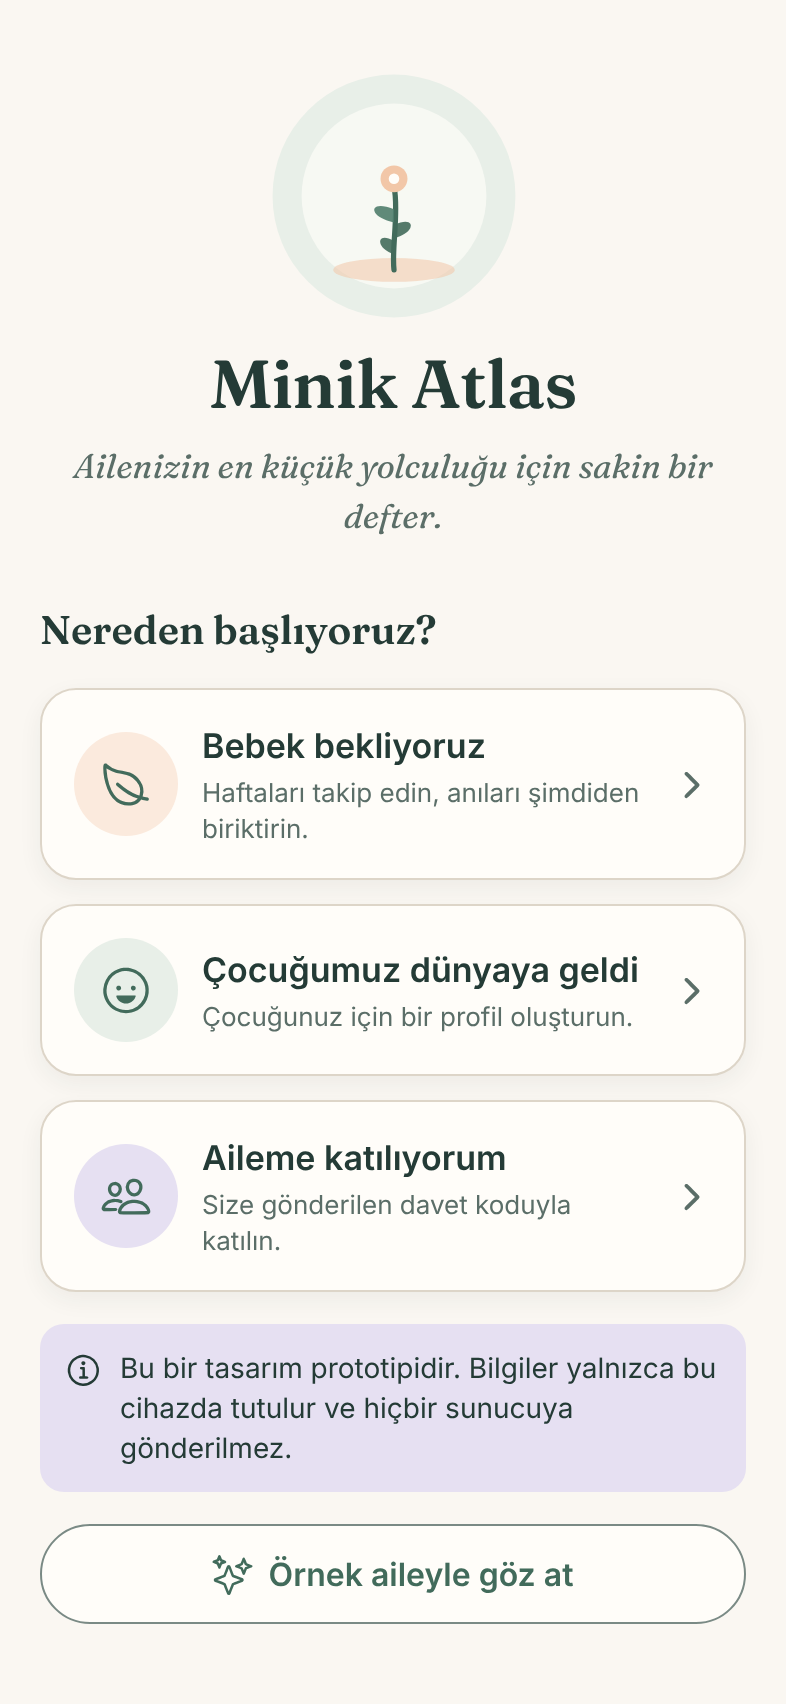 Minik Atlas
Ailenizin en küçük yolculuğu için sakin bir
defter.
Nereden başlıyoruz?
Bebek bekliyoruz
Haftaları takip edin, anıları şimdiden
biriktirin.
Çocuğumuz dünyaya geldi
Çocuğunuz için bir profil oluşturun.
Aileme katılıyorum
Size gönderilen davet koduyla
katılın.
Bu bir tasarım prototipidir. Bilgiler yalnızca bu
cihazda tutulur ve hiçbir sunucuya
gönderilmez.
Örnek aileyle göz at